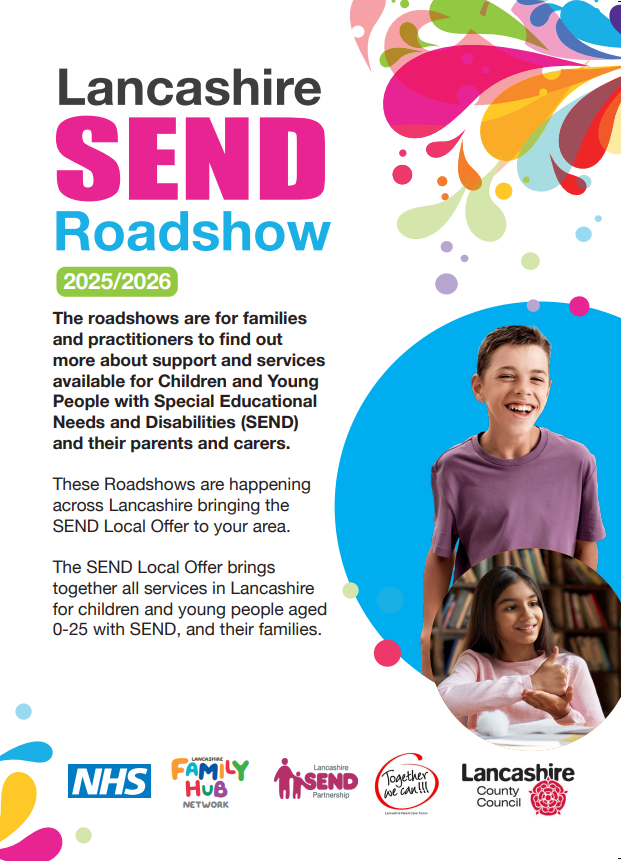 Lancashire
SEND
Roadshow
2025/2026
The roadshows are for families
and practitioners to find out
more about support and services
available for Children and Young
People with Special Educational
Needs and Disabilities (SEND)
and their parents and carers.
These Roadshows are happening
across Lancashire bringing the
SEND Local Offer to your area.
The SEND Local Offer brings
together all services in Lancashire
for children and young people aged
0-25 with SEND, and their families.
NHS
LANCASHIRE
FAMILY
HUB
NETWORK
Lancashire
SEND
Partnership
Together
we can!!!
Lancashire Parent Carer Forum
Lancashire
County
Council